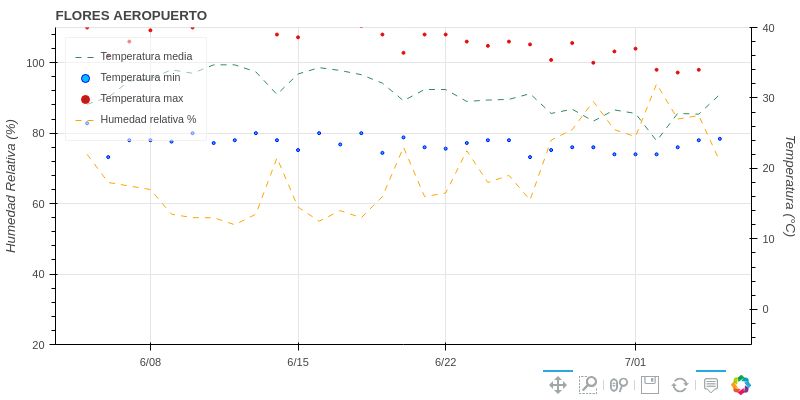 FLORES AEROPUERTO
Temperatura media
Temperatura min
Temperatura max
Humedad relativa %
Humedad Relativa (%)
100
80
60
40
20
Temperatura (°C)
40
30
20
10
0
6/08
6/15
6/22
7/01